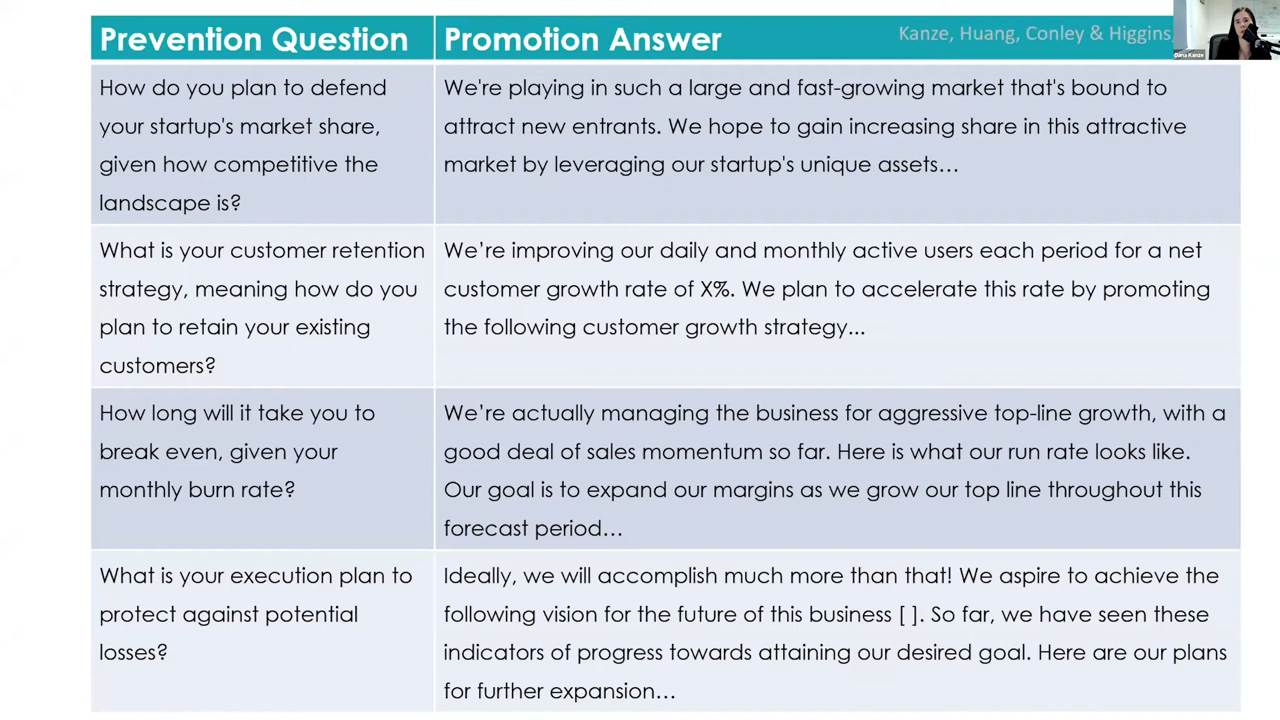 Prevention Question
Promotion Answer
Kanze, Huang, Conley & Higgins,
Dana Kanze
How do you plan to defend
your startup's market share,
given how competitive the
landscape is?
We're playing in such a large and fast-growing market that's bound to
attract new entrants. We hope to gain increasing share in this attractive
market by leveraging our startup's unique assets…
What is your customer retention
strategy, meaning how do you
plan to retain your existing
customers?
We’re improving our daily and monthly active users each period for a net
customer growth rate of X%. We plan to accelerate this rate by promoting
the following customer growth strategy...
How long will it take you to
break even, given your
monthly burn rate?
We’re actually managing the business for aggressive top-line growth, with a
good deal of sales momentum so far. Here is what our run rate looks like.
Our goal is to expand our margins as we grow our top line throughout this
forecast period…
What is your execution plan to
protect against potential
losses?
Ideally, we will accomplish much more than that! We aspire to achieve the
following vision for the future of this business [ ]. So far, we have seen these
indicators of progress towards attaining our desired goal. Here are our plans
for further expansion…